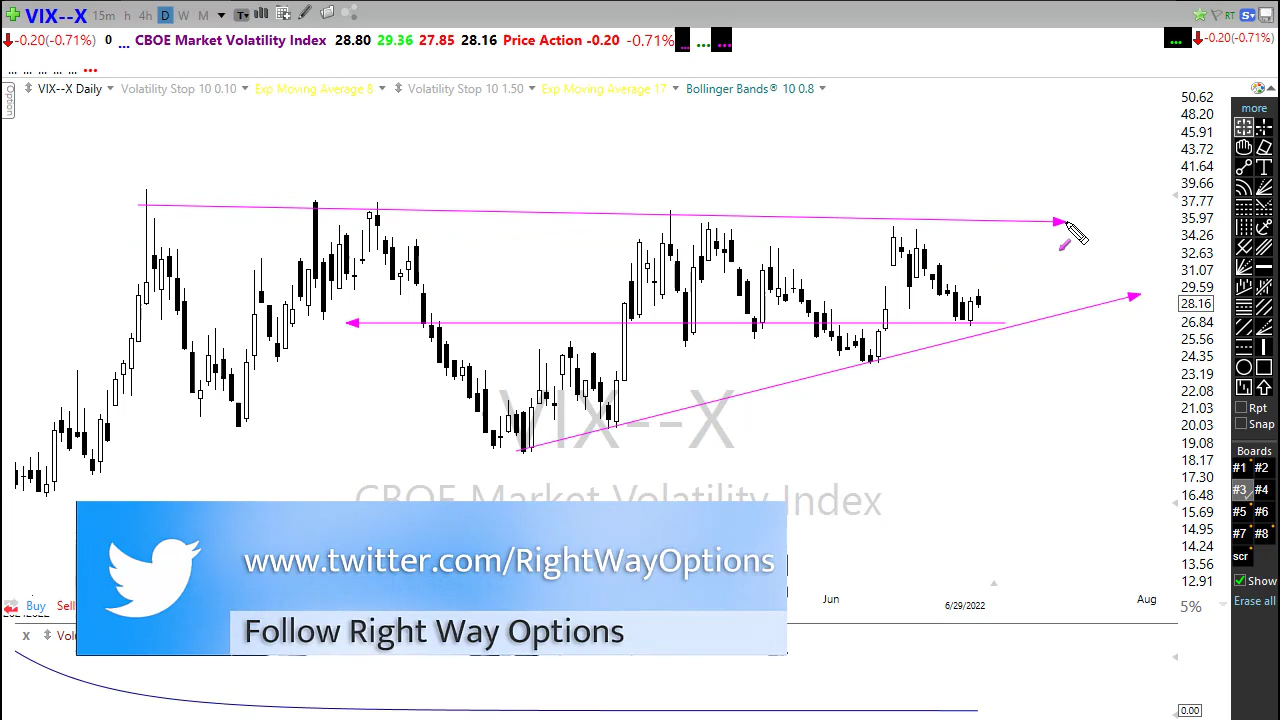 VIX--X 15m h 4h D W M T RT S
-0.20(-0.71%) 0 ... CBOE Market Volatility Index 28.80 29.36 27.85 28.16 Price Action -0.20 -0.71% ... ... ... ... -0.20(-0.71%)
... ... ... ... ... ...
Option
VIX--X Daily Volatility Stop 10 0.10 Exp Moving Average 8 Volatility Stop 10 1.50 Exp Moving Average 17 Bollinger Bands® 10 0.8
50.62
48.20
45.91
43.72
41.64
39.66
37.77
35.97
34.26
32.63
31.07
29.59
28.16
26.84
25.56
24.35
23.19
22.08
21.03
20.03
19.08
18.17
17.30
16.48
15.69
14.95
14.24
13.56
12.91
more
T
Rpt
Snap
Boards
#1 #2
#3 #4
#5 #6
#7 #8
scr
Show
Erase all
VIX--X
CBOE Market Volatility Index
www.twitter.com/RightWayOptions
Follow Right Way Options
Buy Sell
Jun 6/29/2022 Aug
5%
X
0.00